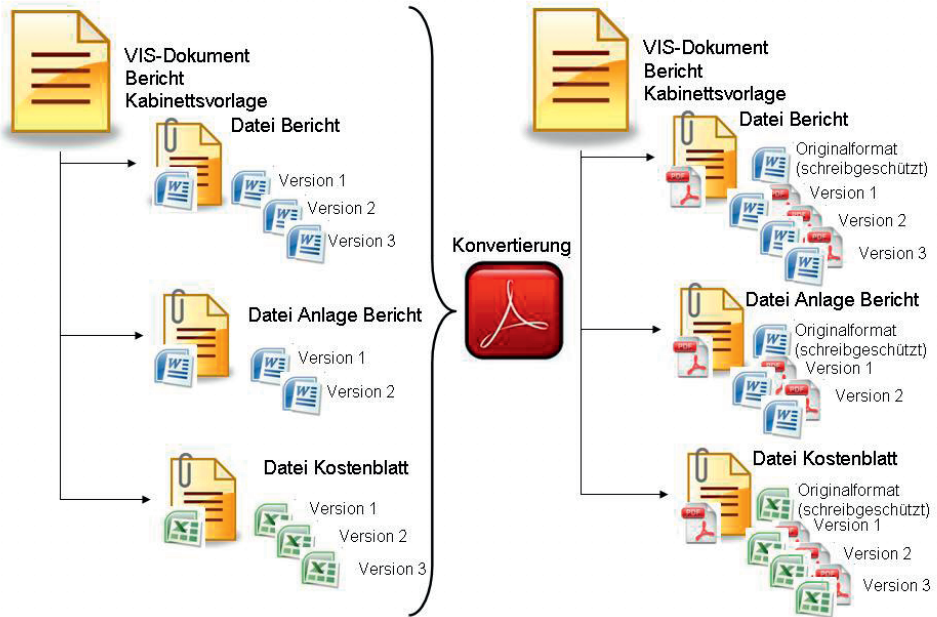 VIS-Dokument
Bericht
Kabinettsvorlage
Datei Bericht
Version 1
Version 2
Version 3
Datei Anlage Bericht
Version 1
Version 2
Datei Kostenblatt
Version 1
Version 2
Version 3
Konvertierung
VIS-Dokument
Bericht
Kabinettsvorlage
Datei Bericht
Originalformat
(schreibgeschützt)
Version 1
Version 2
Version 3
Datei Anlage Bericht
Originalformat
(schreibgeschützt)
Version 1
Version 2
Datei Kostenblatt
Originalformat
(schreibgeschützt)
Version 1
Version 2
Version 3